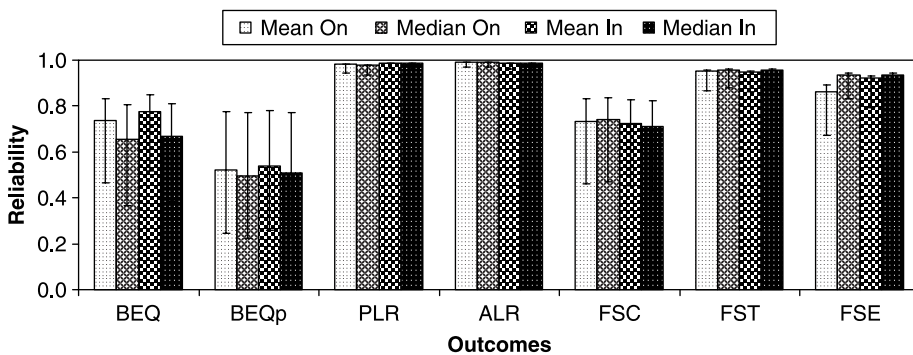 Mean On Median On Mean In Median In
1.0
0.8
0.6
0.4
0.2
0.0
Reliability
BEQ BEQp PLR ALR FSC FST FSE
Outcomes